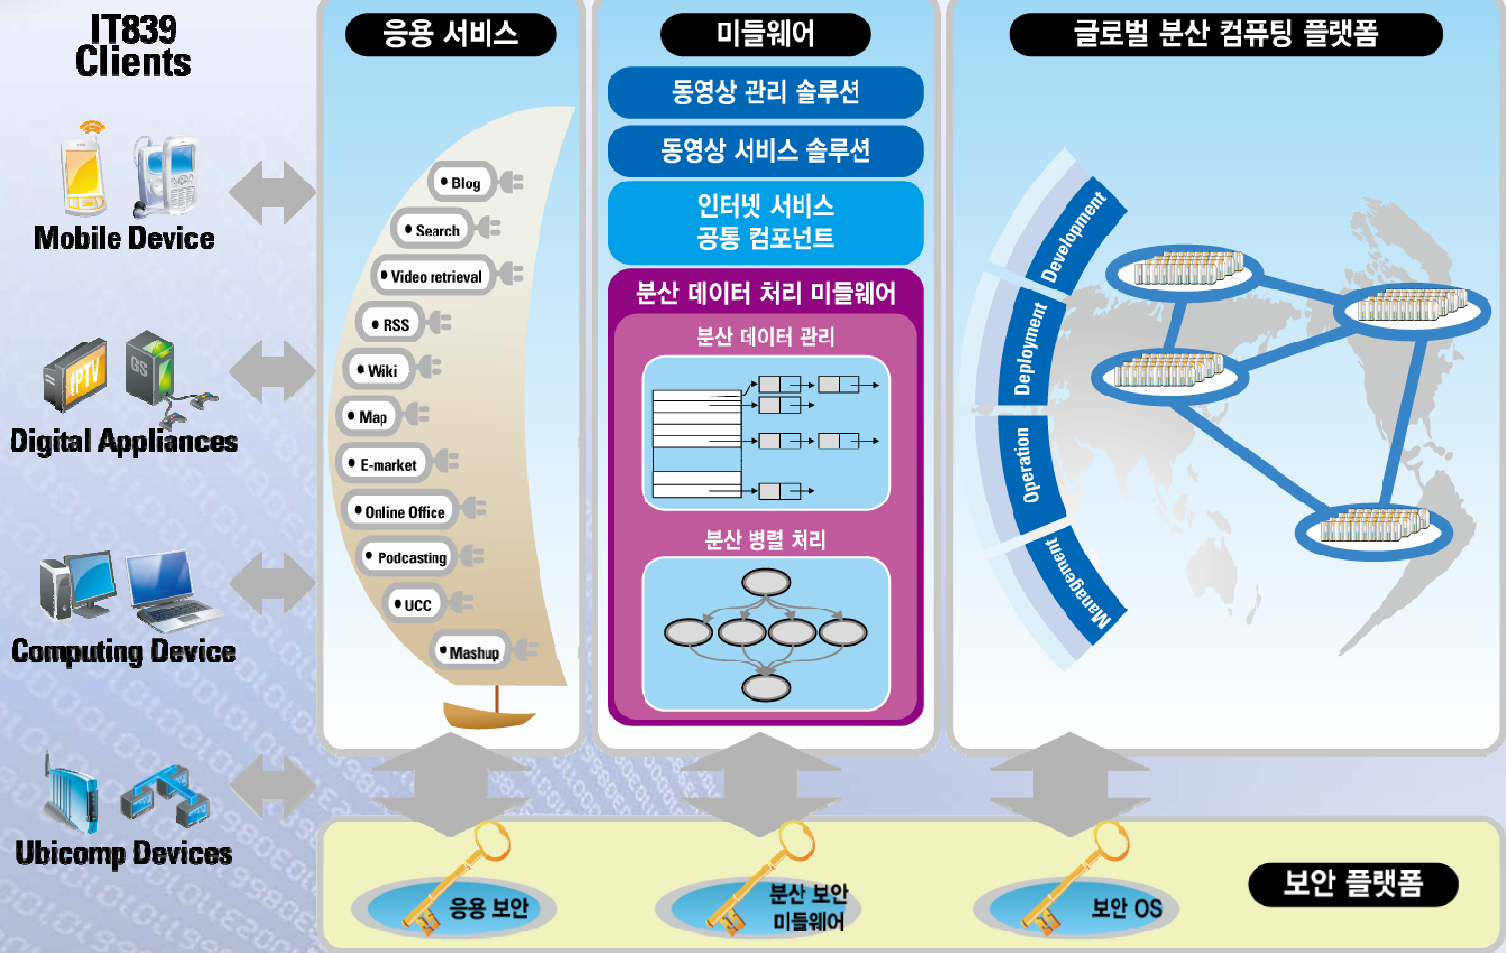 IT839
Clients
Mobile Device
IPTV
GS
Digital Appliances
Computing Device
Ubicomp Devices
응용 서비스
• Blog
• Search
• Video retrieval
• RSS
• Wiki
• Map
• E-market
• Online Office
• Podcasting
• UCC
• Mashup
미들웨어
동영상 관리 솔루션
동영상 서비스 솔루션
인터넷 서비스
공통 컴포넌트
분산 데이터 처리 미들웨어
분산 데이터 관리
분산 병렬 처리
글로벌 분산 컴퓨팅 플랫폼
Development
Deployment
Operation
Management
응용 보안
분산 보안
미들웨어
보안 OS
보안 플랫폼